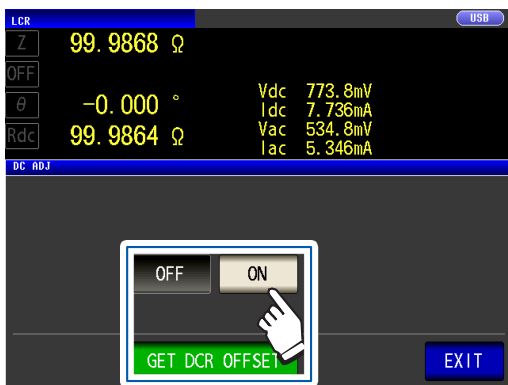 LCR USB
Z 99.9868 Ω
OFF
θ -0.000 °
Vdc 773.8mV
Idc 7.736mA
Rdc 99.9864 Ω
Vac 534.8mV
Iac 5.346mA
DC ADJ
OFF ON
GET DCR OFFSET
EXIT